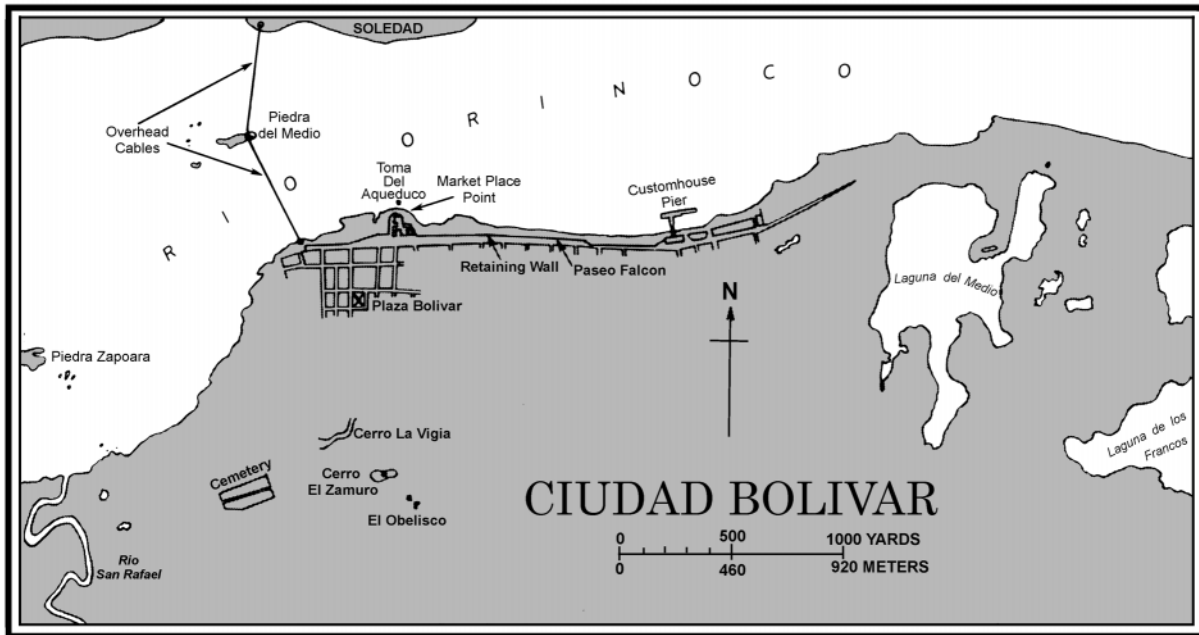 SOLEDAD
Overhead
Cables
Piedra
del Medio
RIO ORINOCO
Toma
Del
Aqueduco
Market Place
Point
Customhouse
Pier
Retaining Wall
Paseo Falcon
Plaza Bolivar
N
Laguna del Medio
Piedra Zapoara
Laguna de los
Francos
Cerro La Vigia
Cemetery
Cerro
El Zamuro
El Obelisco
Rio
San Rafael
CIUDAD BOLIVAR
0 500 1000 YARDS
0 460 920 METERS